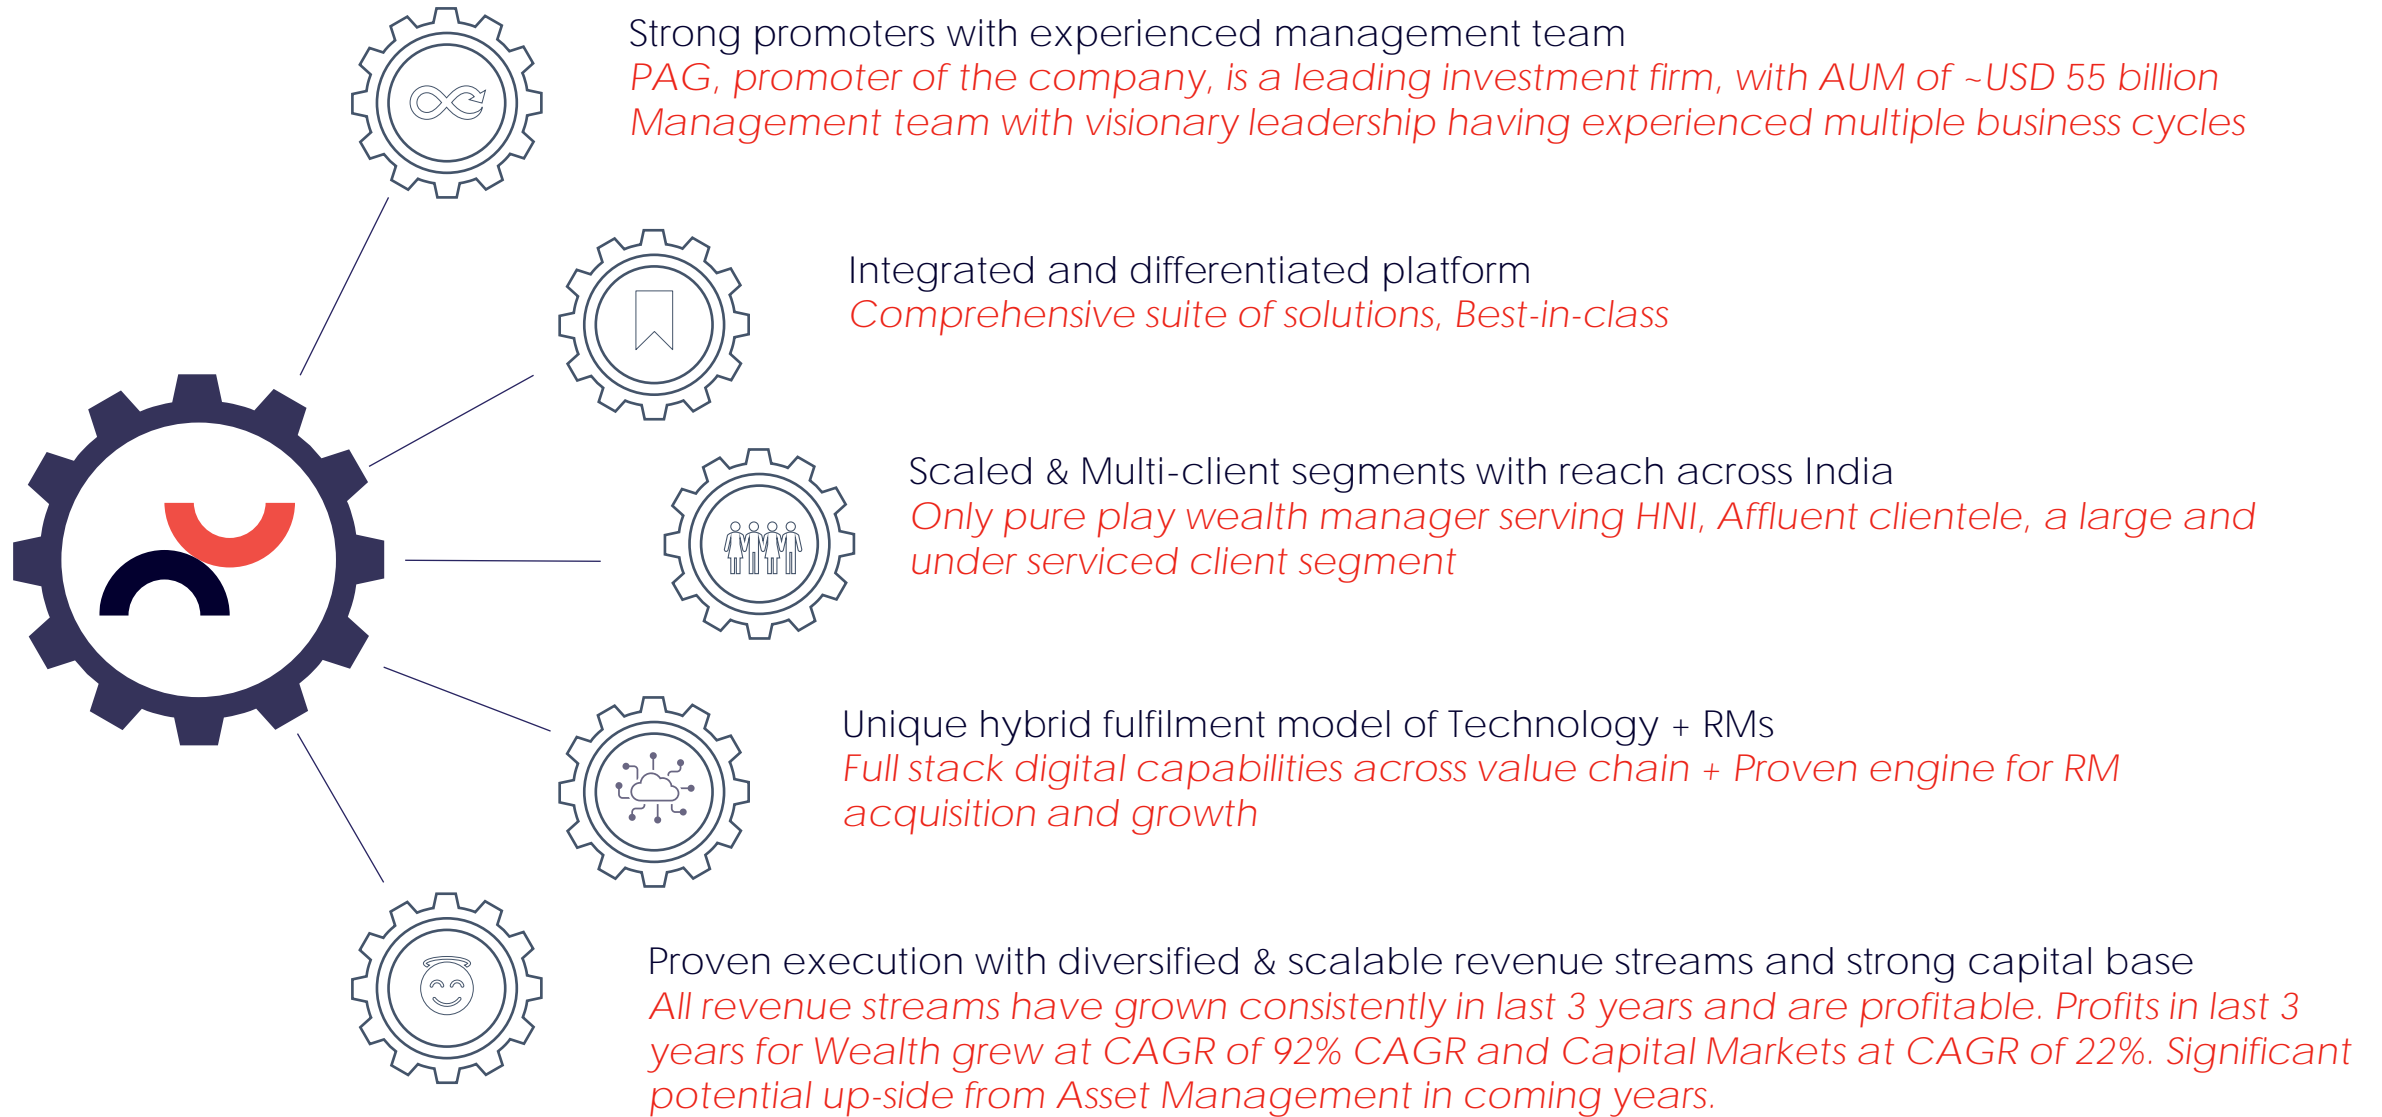 Strong promoters with experienced management team
PAG, promoter of the company, is a leading investment firm, with AUM of ~USD 55 billion
Management team with visionary leadership having experienced multiple business cycles
Integrated and differentiated platform
Comprehensive suite of solutions, Best-in-class
Scaled & Multi-client segments with reach across India
Only pure play wealth manager serving HNI, Affluent clientele, a large and
under serviced client segment
Unique hybrid fulfilment model of Technology + RMs
Full stack digital capabilities across value chain + Proven engine for RM
acquisition and growth
Proven execution with diversified & scalable revenue streams and strong capital base
All revenue streams have grown consistently in last 3 years and are profitable. Profits in last 3
years for Wealth grew at CAGR of 92% CAGR and Capital Markets at CAGR of 22%. Significant
potential up-side from Asset Management in coming years.